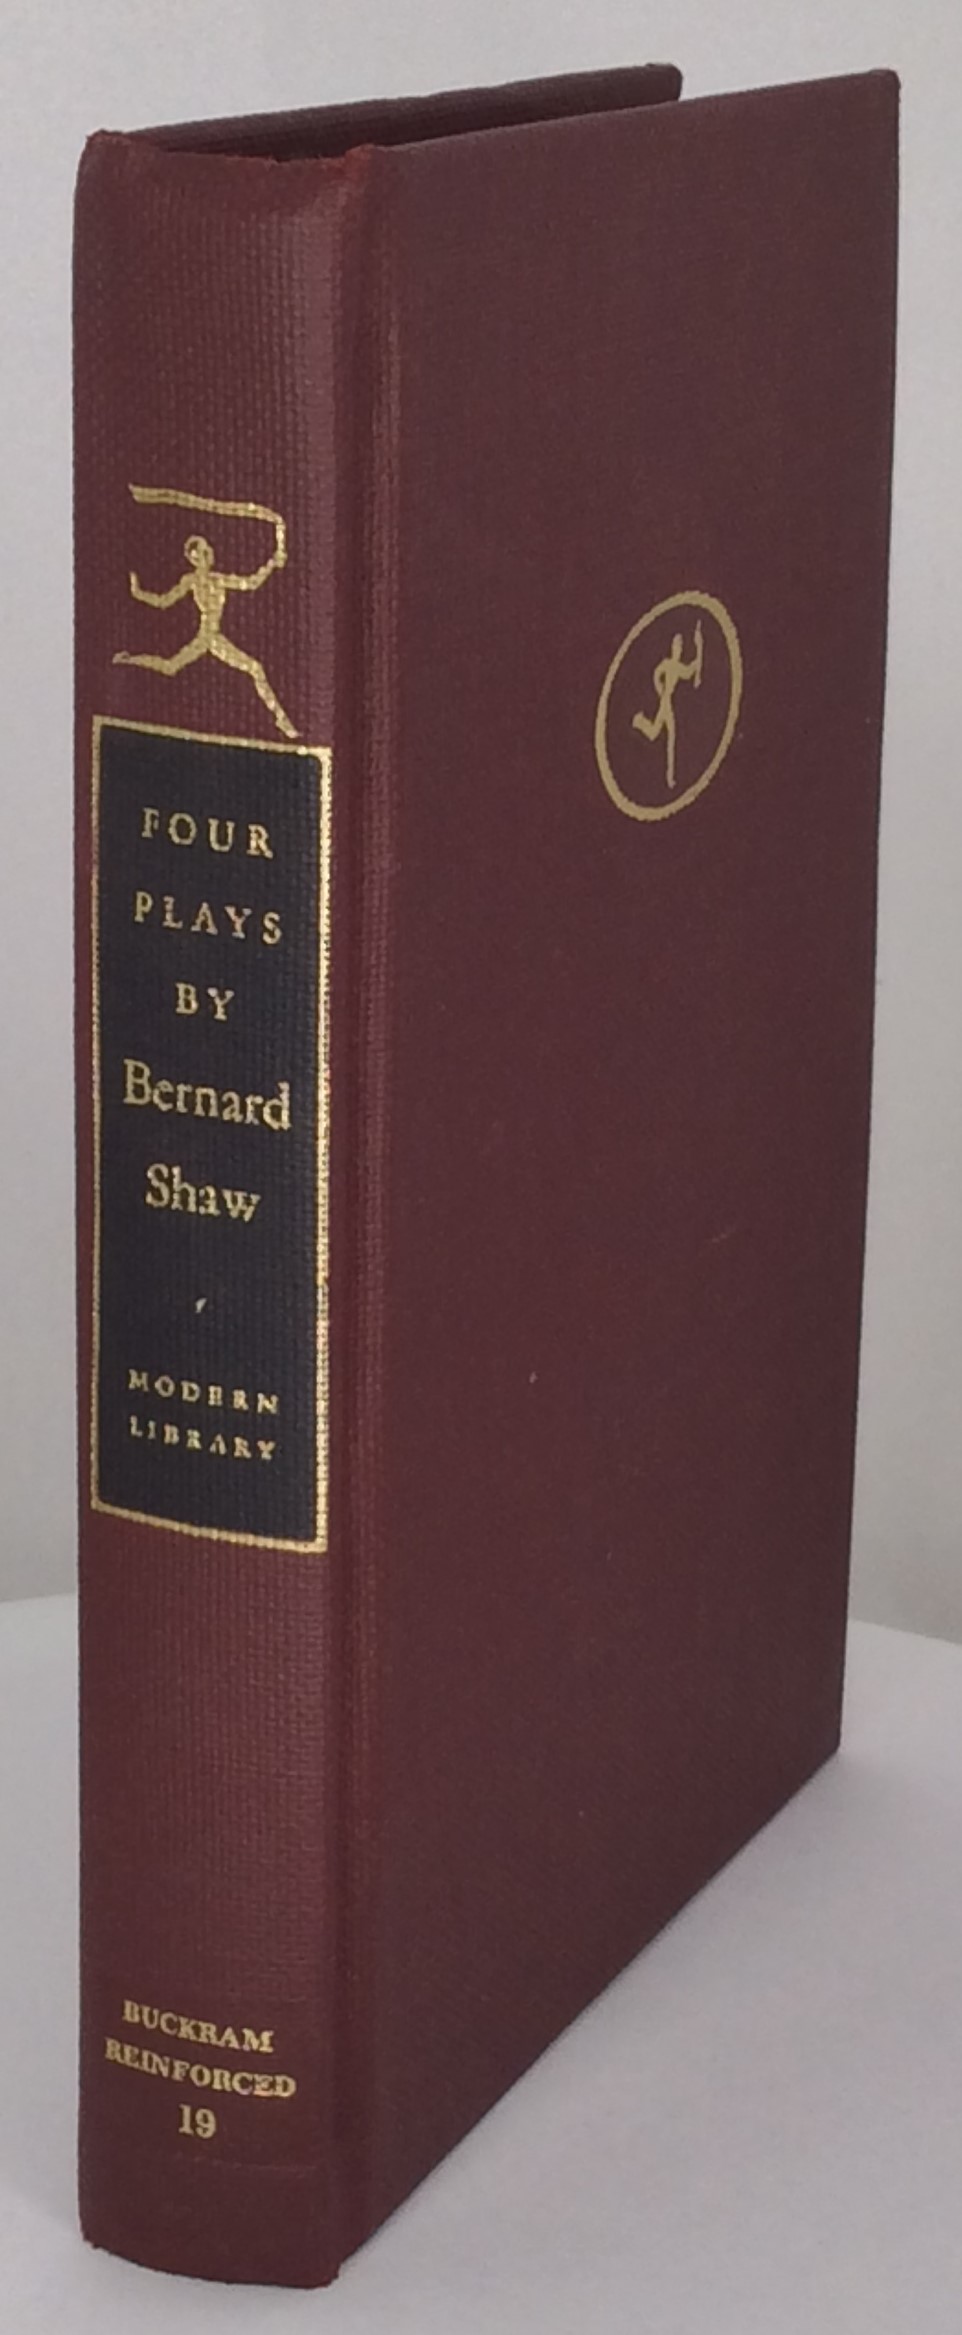 FOUR
PLAYS
BY
Bernard
Shaw
MODERN
LIBRARY
BUCKRAM
REINFORCED
19